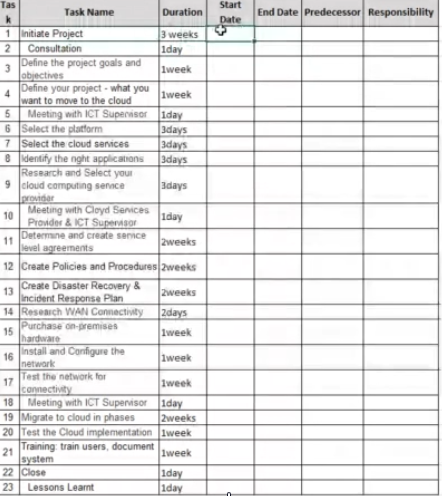 Tas k Task Name Duration Start Date End Date Predecessor Responsibility
1 Initiate Project 3 weeks
2 Consultation 1day
3 Define the project goals and objectives 1week
4 Define your project - what you want to move to the cloud 1week
5 Meeting with ICT Supervisor 1day
6 Select the platform 3days
7 Select the cloud services 3days
8 Identify the right applications 3days
9 Research and Select your cloud computing service provider 3days
10 Meeting with Cloyd Services Provider & ICT Supervisor 1day
11 Determine and create service level agreements 2weeks
12 Create Policies and Procedures 2weeks
13 Create Disaster Recovery & Incident Response Plan 2weeks
14 Research WAN Connectivity 2days
15 Purchase on-premises hardware 1week
16 Install and Configure the network 1week
17 Test the network for connectivity 1week
18 Meeting with ICT Supervisor 1day
19 Migrate to cloud in phases 2weeks
20 Test the Cloud implementation 1week
21 Training: train users, document system 1week
22 Close 1day
23 Lessons Learnt 1day